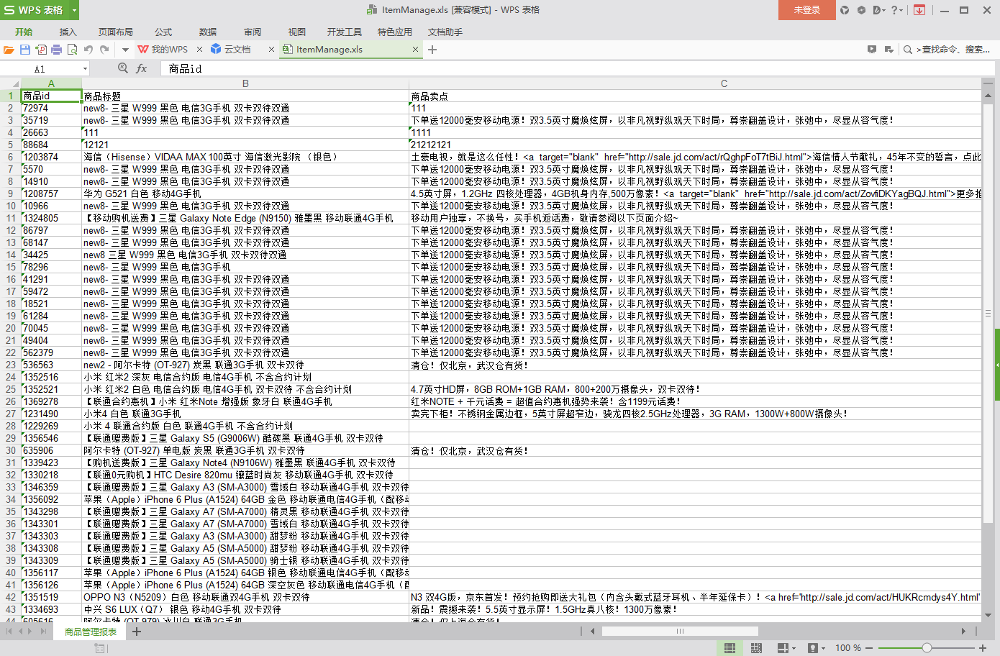 WPS 表格
ItemManage.xls [兼容模式] - WPS 表格
未登录
开始 插入 页面布局 公式 数据 审阅 视图 开发工具 特色应用 文档助手
我的WPS × 云文档 × ItemManage.xls × +
>查找命令、搜索...
A1 fx 商品id
A B C
1 商品id 商品标题 商品卖点
2 72974 new8- 三星 W999 黑色 电信3G手机 双卡双待双通 111
3 35719 new8- 三星 W999 黑色 电信3G手机 双卡双待双通 下单送12000毫安移动电源！双3.5英寸魔焕炫屏，以非凡视野纵观天下时局，尊崇翻盖设计，张弛中，尽显从容气度！
4 26663 111 1111
5 88684 12121 21212121
6 1203874 海信（Hisense）VIDAA MAX 100英寸 海信激光影院 （银色） 土豪电视，就是这么任性！<a target="blank" href="http://sale.jd.com/act/rQghpFoT7tBiJ.html">海信情人节献礼，45年不变的誓言，点此
7 5570 new8- 三星 W999 黑色 电信3G手机 双卡双待双通 下单送12000毫安移动电源！双3.5英寸魔焕炫屏，以非凡视野纵观天下时局，尊崇翻盖设计，张弛中，尽显从容气度！
8 14910 new8- 三星 W999 黑色 电信3G手机 双卡双待双通 下单送12000毫安移动电源！双3.5英寸魔焕炫屏，以非凡视野纵观天下时局，尊崇翻盖设计，张弛中，尽显从容气度！
9 1208757 华为 G521 白色 移动4G手机 4.5英寸屏，1.2GHz 四核处理器，4GB机身内存,500万像素！<a target="blank" href="http://sale.jd.com/act/ZovfiDKYagBQJ.html">更多推
10 10966 new8- 三星 W999 黑色 电信3G手机 双卡双待双通 下单送12000毫安移动电源！双3.5英寸魔焕炫屏，以非凡视野纵观天下时局，尊崇翻盖设计，张弛中，尽显从容气度！
11 1324805 【移动购机送费】三星 Galaxy Note Edge (N9150) 雅墨黑 移动联通4G手机 移动用户独享，不换号，买手机返话费，敬请参阅以下页面介绍~
12 86797 new8- 三星 W999 黑色 电信3G手机 双卡双待双通 下单送12000毫安移动电源！双3.5英寸魔焕炫屏，以非凡视野纵观天下时局，尊崇翻盖设计，张弛中，尽显从容气度！
13 68147 new8- 三星 W999 黑色 电信3G手机 双卡双待双通 下单送12000毫安移动电源！双3.5英寸魔焕炫屏，以非凡视野纵观天下时局，尊崇翻盖设计，张弛中，尽显从容气度！
14 34425 new8 三星 W999 黑色 电信3G手机 双卡双待双通 下单送12000毫安移动电源！双3.5英寸魔焕炫屏，以非凡视野纵观天下时局，尊崇翻盖设计，张弛中，尽显从容气度！
15 78296 new8- 三星 W999 黑色 电信3G手机 下单送12000毫安移动电源！双3.5英寸魔焕炫屏，以非凡视野纵观天下时局，尊崇翻盖设计，张弛中，尽显从容气度！
16 41291 new8- 三星 W999 黑色 电信3G手机 双卡双待双通 下单送12000毫安移动电源！双3.5英寸魔焕炫屏，以非凡视野纵观天下时局，尊崇翻盖设计，张弛中，尽显从容气度！
17 59472 new8- 三星 W999 黑色 电信3G手机 双卡双待双通 下单送12000毫安移动电源！双3.5英寸魔焕炫屏，以非凡视野纵观天下时局，尊崇翻盖设计，张弛中，尽显从容气度！
18 18521 new8- 三星 W999 黑色 电信3G手机 双卡双待双通 下单送12000毫安移动电源！双3.5英寸魔焕炫屏，以非凡视野纵观天下时局，尊崇翻盖设计，张弛中，尽显从容气度！
19 61284 new8- 三星 W999 黑色 电信3G手机 双卡双待双通 下单送12000毫安移动电源！双3.5英寸魔焕炫屏，以非凡视野纵观天下时局，尊崇翻盖设计，张弛中，尽显从容气度！
20 70045 new8- 三星 W999 黑色 电信3G手机 双卡双待双通 下单送12000毫安移动电源！双3.5英寸魔焕炫屏，以非凡视野纵观天下时局，尊崇翻盖设计，张弛中，尽显从容气度！
21 49404 new8- 三星 W999 黑色 电信3G手机 双卡双待双通 下单送12000毫安移动电源！双3.5英寸魔焕炫屏，以非凡视野纵观天下时局，尊崇翻盖设计，张弛中，尽显从容气度！
22 562379 new8- 三星 W999 黑色 电信3G手机 双卡双待双通 下单送12000毫安移动电源！双3.5英寸魔焕炫屏，以非凡视野纵观天下时局，尊崇翻盖设计，张弛中，尽显从容气度！
23 536563 new2 - 阿尔卡特 (OT-927) 炭黑 联通3G手机 双卡双待 清仓！仅北京，武汉仓有货！
24 1352516 小米 红米2 深灰 电信合约版 电信4G手机 不含合约计划
25 1352521 小米 红米2 白色 电信合约版 电信4G手机 双卡双待 不含合约计划 4.7英寸HD屏，8GB ROM+1GB RAM，800+200万摄像头，双卡双待！
26 1369278 【联通合约惠机】小米 红米Note 增强版 象牙白 联通4G手机 红米NOTE + 千元话费 = 超值合约惠机强势来袭！含1199元话费！
27 1231490 小米4 白色 联通3G手机 卖完下柜！不锈钢金属边框，5英寸屏超窄边，骁龙四核2.5GHz处理器，3G RAM，1300W+800W摄像头！
28 1229269 小米 4 联通合约版 白色 联通4G手机 不含合约计划
29 1356546 【联通赠费版】三星 Galaxy S5 (G9006W) 酷碳黑 联通4G手机 双卡双待
30 635906 阿尔卡特 (OT-927) 单电版 炭黑 联通3G手机 双卡双待 清仓！仅北京，武汉仓有货！
31 1339423 【购机送费版】三星 Galaxy Note4 (N9106W) 雅墨黑 联通4G手机 双卡双待
32 1330218 【联通0元购机】HTC Desire 820mu 镶蓝时尚灰 移动联通4G手机 双卡双待
33 1346359 【联通赠费版】三星 Galaxy A3 (SM-A3000) 雪域白 移动联通4G手机 双卡双待
34 1356092 苹果（Apple）iPhone 6 Plus (A1524) 64GB 金色 移动联通电信4G手机（配移动
35 1343298 【联通赠费版】三星 Galaxy A7 (SM-A7000) 精灵黑 移动联通4G手机 双卡双待
36 1343301 【联通赠费版】三星 Galaxy A7 (SM-A7000) 雪域白 移动联通4G手机 双卡双待
37 1343303 【联通赠费版】三星 Galaxy A3 (SM-A3000) 甜梦粉 移动联通4G手机 双卡双待
38 1343308 【联通赠费版】三星 Galaxy A5 (SM-A5000) 甜梦粉 移动联通4G手机 双卡双待
39 1343309 【联通赠费版】三星 Galaxy A5 (SM-A5000) 骑士银 移动联通4G手机 双卡双待
40 1356117 苹果（Apple）iPhone 6 Plus (A1524) 64GB 银色 移动联通电信4G手机（配移动
41 1356126 苹果（Apple）iPhone 6 Plus (A1524) 64GB 深空灰色 移动联通电信4G手机（配
42 1351519 OPPO N3（N5209）白色 移动联通双4G手机 双卡双待 N3 双4G版，京东首发！预约抢购即送大礼包（内含头戴式蓝牙耳机、半年延保卡）！<a href='http://sale.jd.com/act/HUKRcmdys4Y.html'
43 1334693 中兴 S6 LUX（Q7） 银色 移动4G手机 双卡双待 新品！震撼来袭！5.5英寸显示屏！1.5GHz真八核！1300万像素！
44 605616 阿尔卡特 (OT-979) 冰川白 联通3G手机 清仓！仅上海仓有货！
商品管理报表 +
100 %